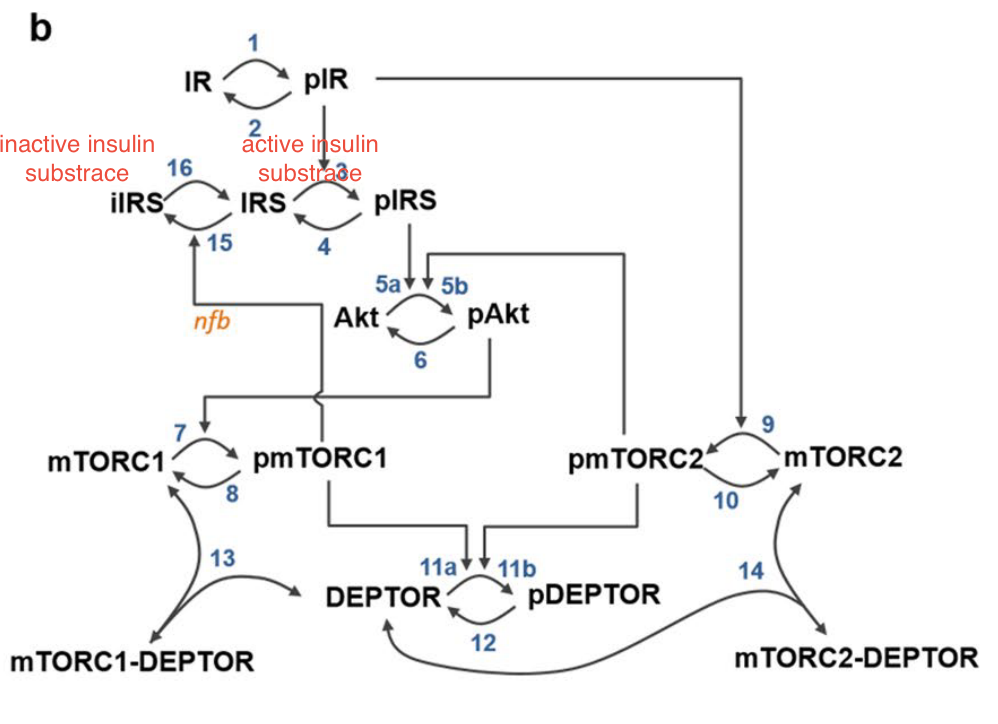 b
1
IR pIR
2
inactive insulin active insulin
substrace substrace
16 3
iIRS IRS pIRS
15 4
5a 5b
nfb Akt pAkt
6
7 9
mTORC1 pmTORC1 pmTORC2 mTORC2
8 10
13 11a 11b 14
DEPTOR pDEPTOR
12
mTORC1-DEPTOR mTORC2-DEPTOR